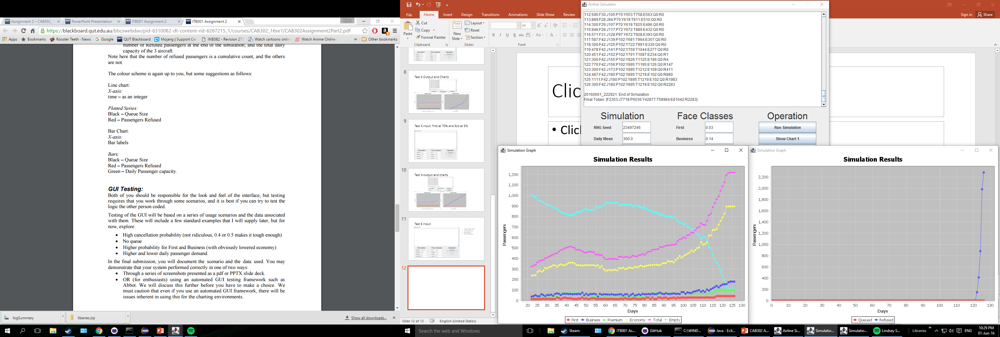 Assignment 2 – CAB302_
PowerPoint Presentation
ITB001 Assignment 2
ITB001 Assignment 2
Bryce
https://blackboard.qut.edu.au/bbcswebdav/pid-6310082-dt-content-rid-6267215_1/courses/CAB302_16se1/CAB302Assignment2Part2.pdf
Apps Bookmarks Rooster Teeth · News Google QUT Blackboard Mojang | Support Cen INB382 - Revision 275 Watch cartoons online Watch Anime Online | » Other bookmarks
number of Refused passengers at the end of the simulation; and the total daily
capacity of the 3 aircraft.
Note here that the number of refused passengers is a cumulative count, and the others
are not.
The colour scheme is again up to you, but some suggestions as follows:
Line chart:
X-axis:
time – as an integer
Plotted Series:
Black – Queue Size
Red – Passengers Refused
Bar Chart:
X-axis:
Bar labels
Bars:
Black – Queue Size
Red – Passengers Refused
Green – Daily Passenger capacity.
GUI Testing:
Both of you should be responsible for the look and feel of the interface, but testing
requires that you work through some scenarios, and it is best if you can try to test the
logic the other person coded.
Testing of the GUI will be based on a series of usage scenarios and the data associated
with them. These will include a few standard examples that I will supply later, but for
now, explore:
• High cancellation probability (not ridiculous, 0.4 or 0.5 makes it tough enough)
• No queue
• Higher probability for First and Business (with obviously lowered economy)
• Higher and lower daily passenger demand.
In the final submission, you will document the scenario and the data used. You may
demonstrate that your system performed correctly in one of two ways:
• Through a series of screenshots presented as a pdf or PPTX slide deck.
• OR (for enthusiasts) using an automated GUI testing framework such as
Abbot. We will discuss this further before you have to make a choice. We
must caution that even if you use an automated GUI framework, there will be
issues inherent in using this for the charting environments.
logSummary
libaries.zip
Show all downloads...
File Home Insert Design Transitions Animations Slide Show Review
Sign in Share
Paste
Cut
Copy
Format Painter
Clipboard
New
Slide
Layout
Reset
Section
Slides
44
B I U S abc AV Aa A
Font
8
Test 3 Output and Charts
9
Test 4 Input: first at 70% and Eco at 3%
10
Test 4 output and charts
11
Test 5 Input
12
Clic
• Click
Slide 12 of 12
English (United States)
Airline Simulator
112:690:F30:J105:P70:Y553:T758:E563:Q0:R0
113:889:F28:J94:P70:Y619:T811:E510:Q0:R0
114:300:F29:J107:P70:Y619:T825:E496:Q0:R0
115:848:F28:J117:P72:Y672:T889:E432:Q0:R0
116:571:F31:J128:P97:Y672:T928:E393:Q0:R0
117:587:F42:J139:P102:Y681:T964:E357:Q0:R0
118:300:F42:J125:P102:Y722:T991:E330:Q0:R0
119:478:F42:J141:P102:Y759:T1044:E277:Q0:R0
120:451:F42:J152:P102:Y791:T1087:E234:Q0:R1
121:300:F42:J155:P102:Y826:T1125:E196:Q0:R4
122:776:F42:J156:P102:Y895:T1195:E126:Q0:R147
123:300:F42:J173:P102:Y895:T1212:E109:Q0:R411
124:487:F42:J180:P102:Y895:T1219:E102:Q0:R880
125:1111:F42:J180:P102:Y895:T1219:E102:Q0:R1983
126:300:F42:J180:P102:Y895:T1219:E102:Q0:R2283
20160601_222921: End of Simulation
Final Totals: [F2353:J7718:P6036:Y42877:T58984:E81042:R2283]
Simulation Face Classes Operation
RNG Seed 23497246 First 0.03 Run Simulation
Daily Mean 300.0 Business 0.14 Show Chart 1
Simulation Graph
Simulation Results
Passengers
1,200
1,100
1,000
900
800
700
600
500
400
300
200
100
0
20 25 30 35 40 45 50 55 60 65 70 75 80 85 90 95 100 105 110 115 120 125 130
Days
First Business Premium Economy Total Empty
Simulation Graph
Simulation Results
Passengers
2,200
2,000
1,800
1,600
1,400
1,200
1,000
800
600
400
200
0
0 10 20 30 40 50 60 70 80 90 100 110 120 130
Days
Queued Refused
Search the web and Windows
Steam
ITB001 As...
GitHub
C:\WIND...
Java - Ecli...
CAB302 A...
Airline Si...
Simulatio...
Simulatio...
Lindsey S...
Libraries »
ENG
10:29 PM
01-Jun-16